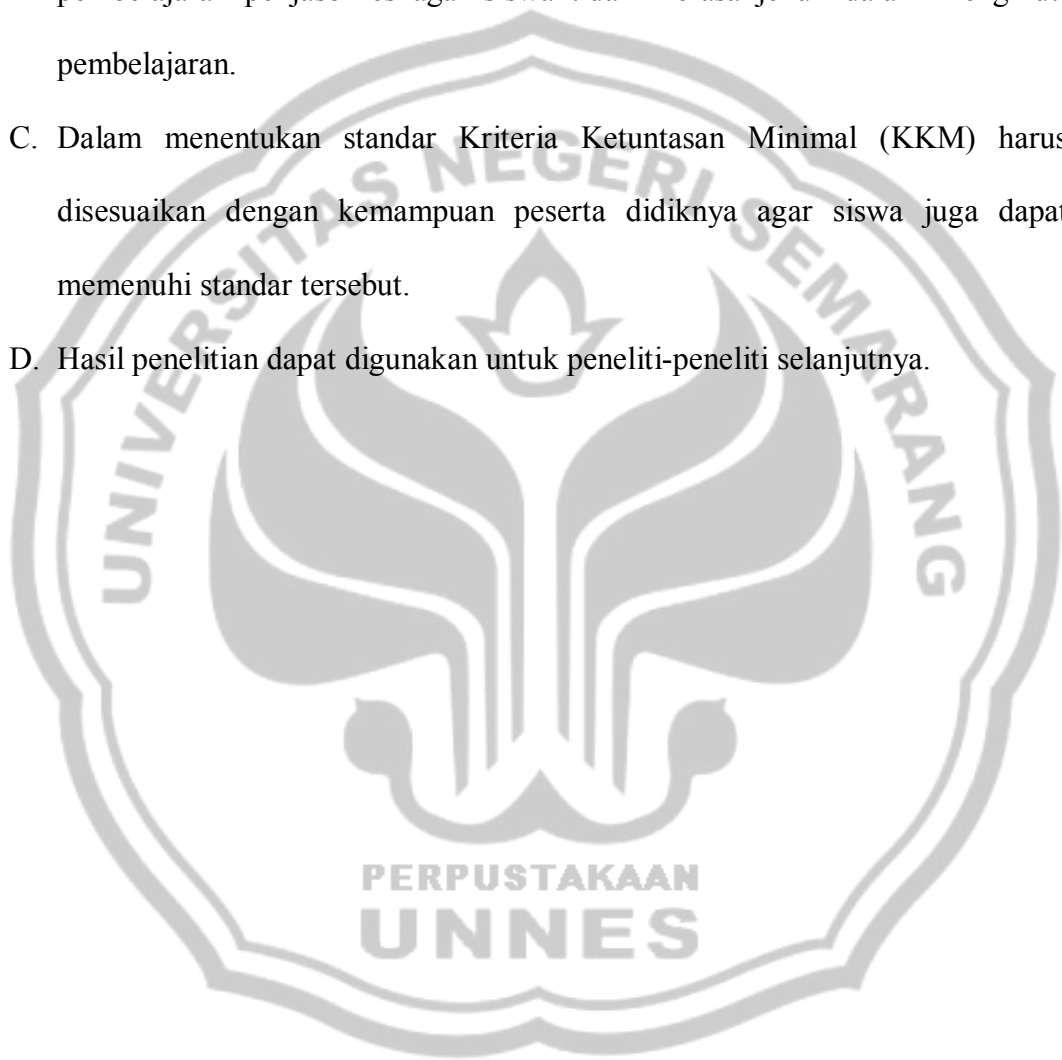 pembelajaran.
C. Dalam menentukan standar Kriteria Ketuntasan Minimal (KKM) harus
disesuaikan dengan kemampuan peserta didiknya agar siswa juga dapat
memenuhi standar tersebut.
D. Hasil penelitian dapat digunakan untuk peneliti-peneliti selanjutnya.
UNIVERSITAS NEGERI SEMARANG
PERPUSTAKAAN
UNNES